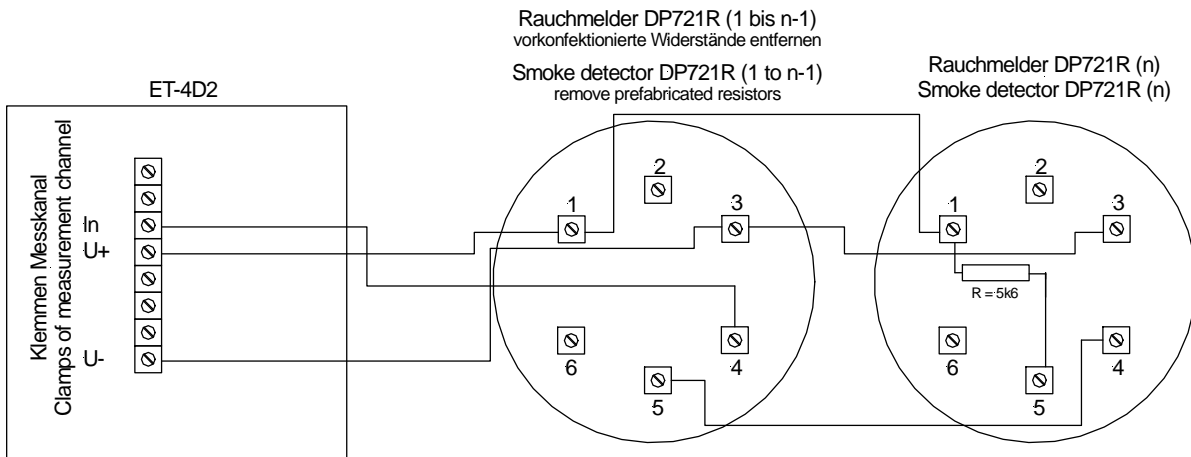 Rauchmelder DP721R (1 bis n-1)
vorkonfektionierte Widerstände entfernen
Smoke detector DP721R (1 to n-1)
remove prefabricated resistors
Rauchmelder DP721R (n)
Smoke detector DP721R (n)
ET-4D2
Klemmen Messkanal
Clamps of measurement channel
In
U+
U-
1
2
3
4
5
6
1
2
3
4
5
6
R = 5k6